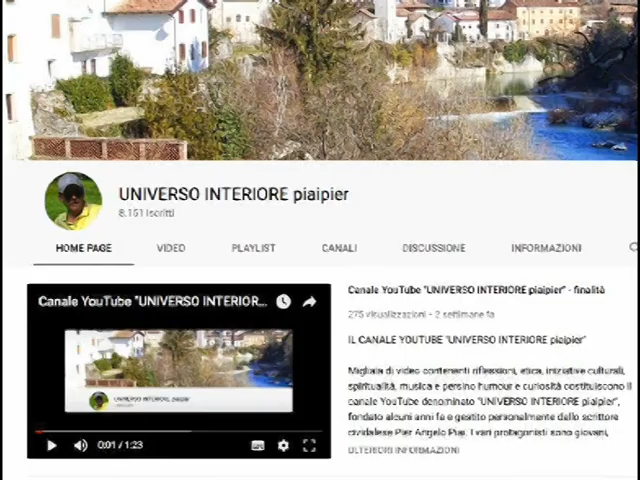 UNIVERSO INTERIORE piaipier
8.151 iscritti
HOME PAGE VIDEO PLAYLIST CANALI DISCUSSIONE INFORMAZIONI
Canale YouTube "UNIVERSO INTERIOR...
UNIVERSO INTERIORE piaipier
0:01 / 1:23
Canale YouTube "UNIVERSO INTERIORE piaipier" - finalità
275 visualizzazioni - 2 settimane fa
IL CANALE YOUTUBE "UNIVERSO INTERIORE piaipier"
Migliaia di video contenenti riflessioni, etica, iniziative culturali,
spiritualità, musica e persino humour e curiosità costituiscono il
canale YouTube denominato "UNIVERSO INTERIORE piaipier",
fondato alcuni anni fa e gestito personalmente dallo scrittore
cividalese Pier Angelo Piai. I vari protagonisti sono giovani,
ULTERIORI INFORMAZIONI